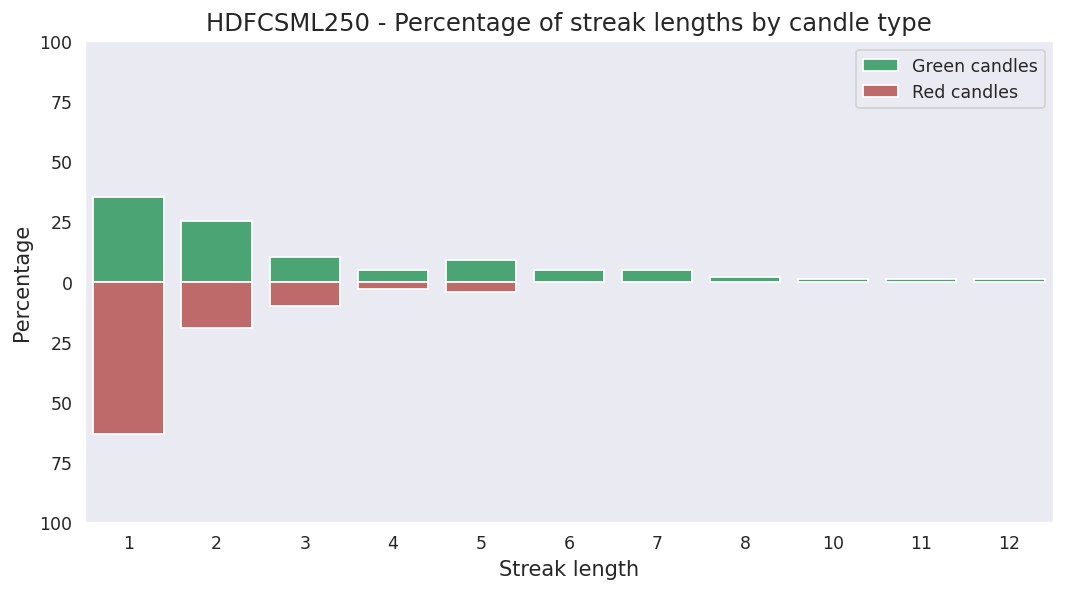 HDFCSML250 - Percentage of streak lengths by candle type
Green candles
Red candles
Percentage
100
75
50
25
0
25
50
75
100
1 2 3 4 5 6 7 8 10 11 12
Streak length